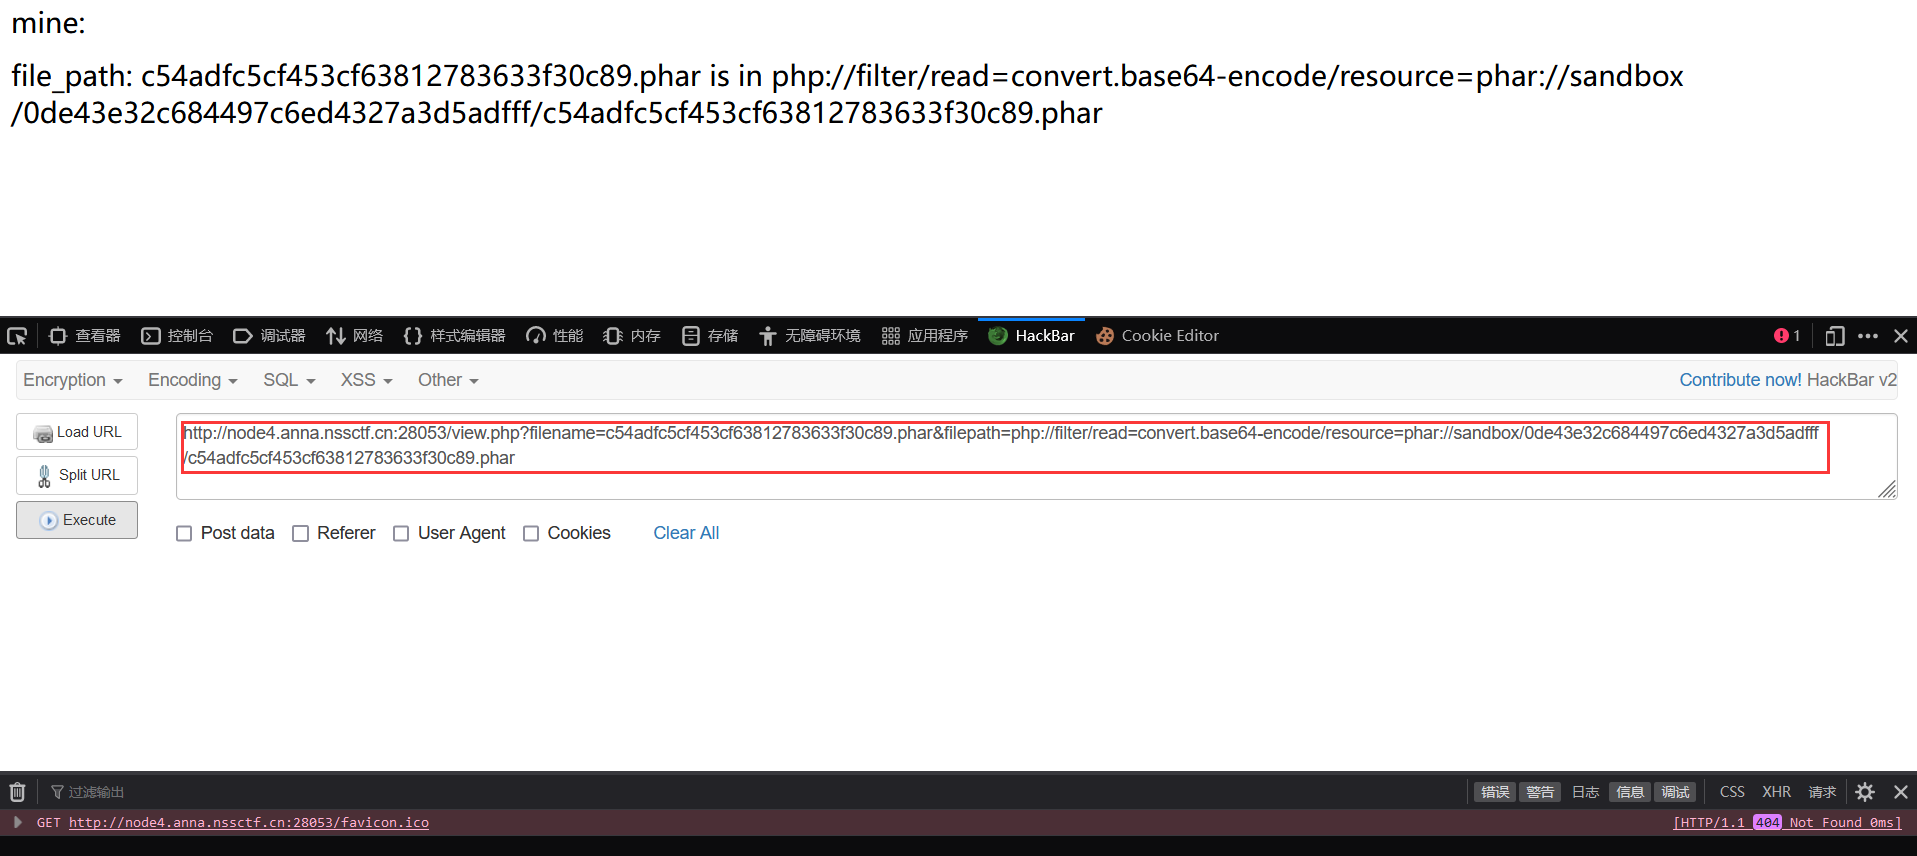 mine:
file_path: c54adfc5cf453cf63812783633f30c89.phar is in php://filter/read=convert.base64-encode/resource=phar://sandbox
/0de43e32c684497c6ed4327a3d5adfff/c54adfc5cf453cf63812783633f30c89.phar
查看器 控制台 调试器 网络 样式编辑器 性能 内存 存储 无障碍环境 应用程序 HackBar Cookie Editor 1
Encryption Encoding SQL XSS Other Contribute now! HackBar v2
Load URL
Split URL
Execute
http://node4.anna.nssctf.cn:28053/view.php?filename=c54adfc5cf453cf63812783633f30c89.phar&filepath=php://filter/read=convert.base64-encode/resource=phar://sandbox/0de43e32c684497c6ed4327a3d5adfff
/c54adfc5cf453cf63812783633f30c89.phar
Post data Referer User Agent Cookies Clear All
过滤输出 错误 警告 日志 信息 调试 CSS XHR 请求
GET http://node4.anna.nssctf.cn:28053/favicon.ico [HTTP/1.1 404 Not Found 0ms]